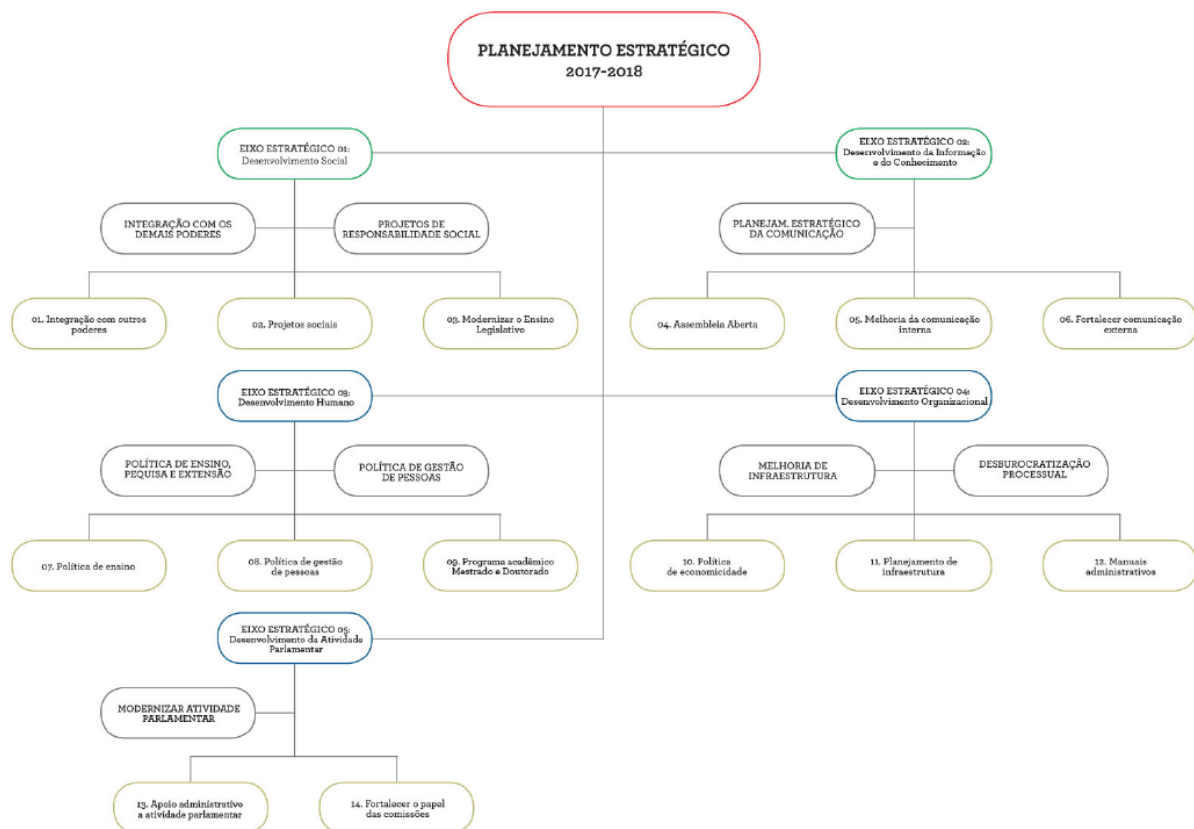 PLANEJAMENTO ESTRATÉGICO
2017-2018
EIXO ESTRATÉGICO 01:
Desenvolvimento Social
EIXO ESTRATÉGICO 02:
Desenvolvimento da Informação
e do Conhecimento
INTEGRAÇÃO COM OS
DEMAIS PODERES
PROJETOS DE
RESPONSABILIDADE SOCIAL
PLANEJAM. ESTRATÉGICO
DA COMUNICAÇÃO
01. Integração com outros
poderes
02. Projetos sociais
03. Modernizar o Ensino
Legislativo
04. Assembleia Aberta
05. Melhoria da comunicação
interna
06. Fortalecer comunicação
externa
EIXO ESTRATÉGICO 03:
Desenvolvimento Humano
EIXO ESTRATÉGICO 04:
Desenvolvimento Organizacional
POLÍTICA DE ENSINO,
PEQUISA E EXTENSÃO
POLÍTICA DE GESTÃO
DE PESSOAS
MELHORIA DE
INFRAESTRUTURA
DESBUROCRATIZAÇÃO
PROCESSUAL
07. Política de ensino
08. Política de gestão
de pessoas
09. Programa acadêmico
Mestrado e Doutorado
10. Política
de economicidade
11. Planejamento de
infraestrutura
12. Manuais
administrativos
EIXO ESTRATÉGICO 05:
Desenvolvimento da Atividade
Parlamentar
MODERNIZAR ATIVIDADE
PARLAMENTAR
13. Apoio administrativo
a atividade parlamentar
14. Fortalecer o papel
das comissões